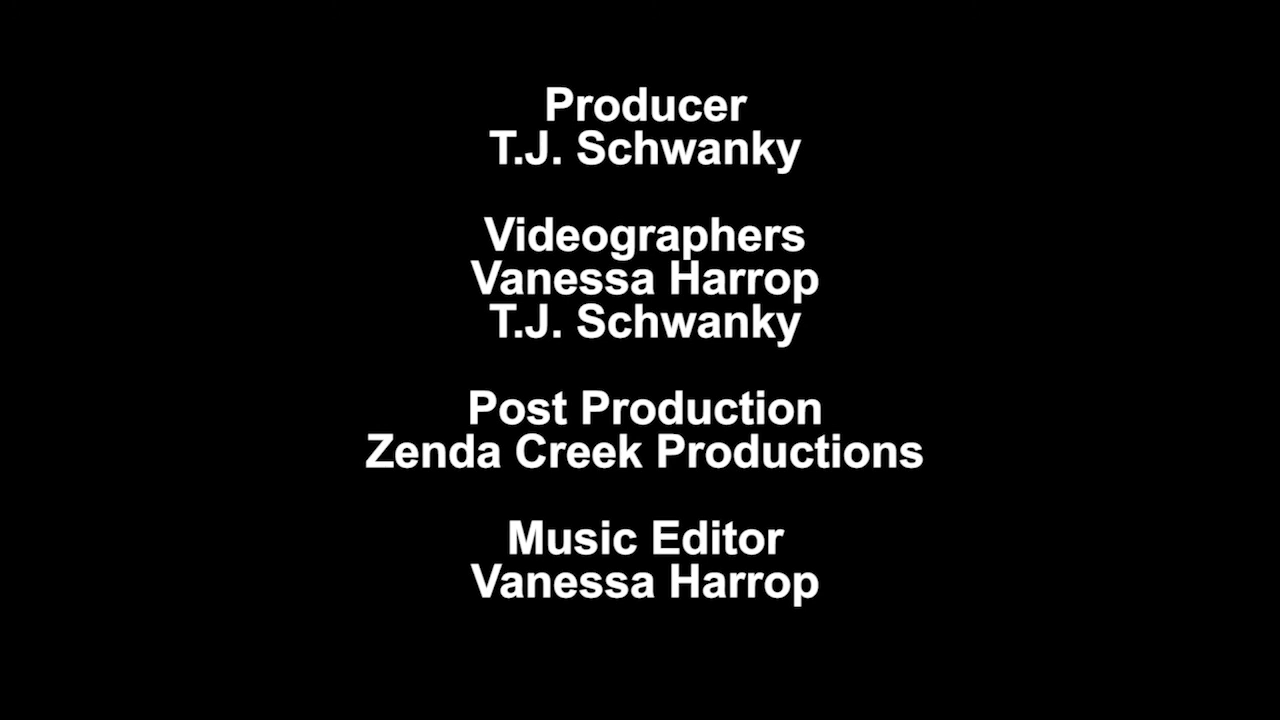 Producer
T.J. Schwanky
Videographers
Vanessa Harrop
T.J. Schwanky
Post Production
Zenda Creek Productions
Music Editor
Vanessa Harrop